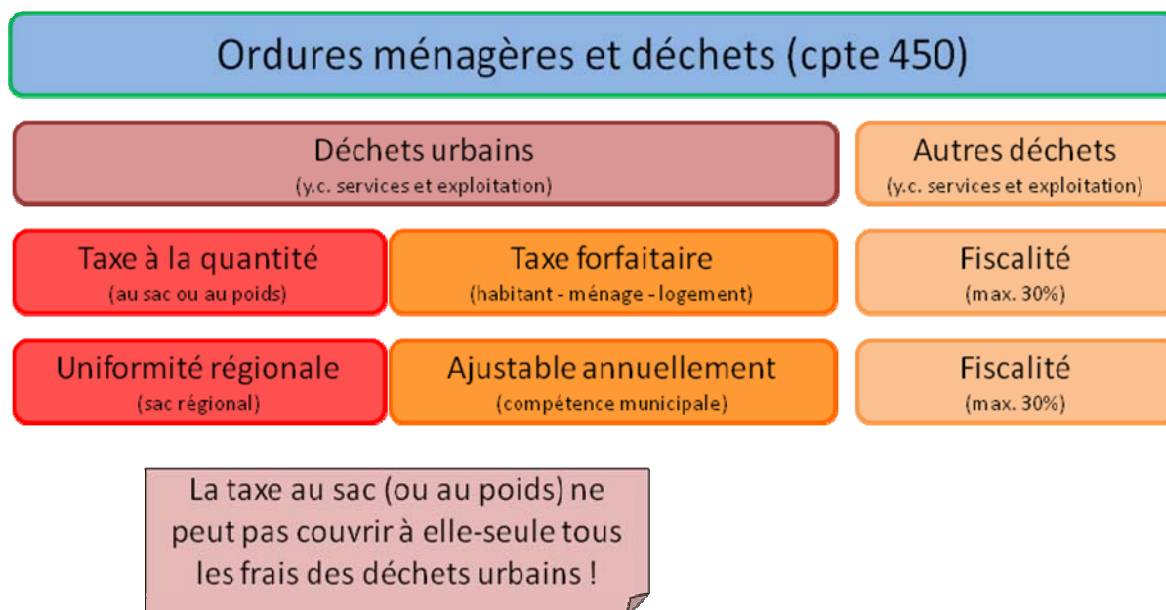 Ordures ménagères et déchets (cpte 450)
Déchets urbains
(y.c. services et exploitation)
Autres déchets
(y.c. services et exploitation)
Taxe à la quantité
(au sac ou au poids)
Taxe forfaitaire
(habitant - ménage - logement)
Fiscalité
(max. 30%)
Uniformité régionale
(sac régional)
Ajustable annuellement
(compétence municipale)
Fiscalité
(max. 30%)
La taxe au sac (ou au poids) ne
peut pas couvrir à elle-seule tous
les frais des déchets urbains !